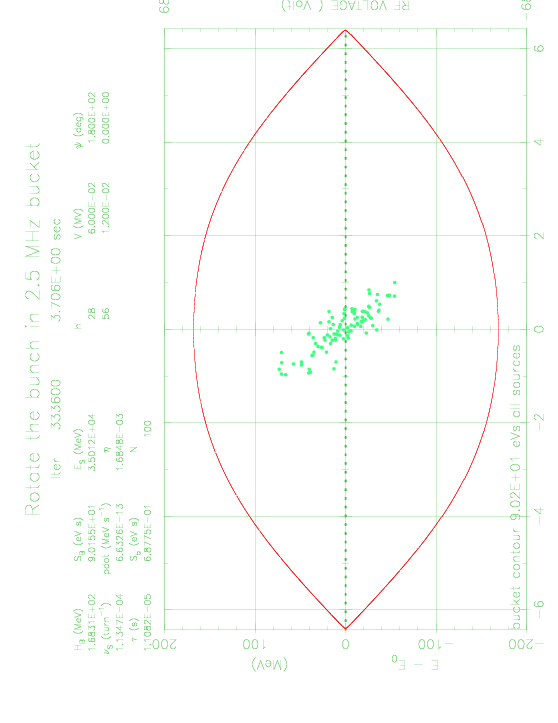 Rotate the bunch in 2.5 MHz bucket
Iter 333600 3.706E+00 sec
H_B (MeV) S_B (eV s) E_S (MeV) h V (MV) ψ (deg)
1.6831E+02 9.0155E+01 3.5012E+04 28 6.000E-02 1.800E+02
ν_S (turn⁻¹) pdot (MeV s⁻¹) η 56 1.200E-02 0.000E+00
1.1347E-04 6.6326E-13 1.6848E-03
τ (s) S_b (eV s) N
1.1082E-05 6.8775E-01 100
200 100 0 −100 −200
(MeV) E − E_0
RF VOLTAGE ( Volt)
−6 −4 −2 0 2 4 6
bucket contour 9.02E+01 eVs all sources